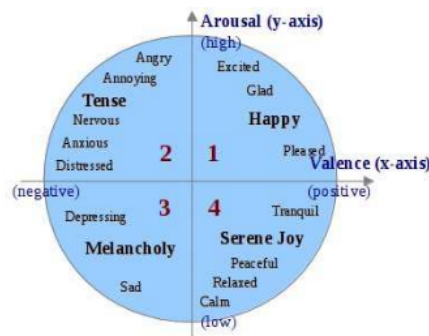 Arousal (y-axis)
(high)
Angry
Excited
Annoying
Glad
Tense
Happy
Nervous
Anxious
2
1
Pleased
Distressed
Valence (x-axis)
(negative)
(positive)
Depressing
3
4
Tranquil
Melancholy
Serene Joy
Peaceful
Sad
Relaxed
Calm
(low)